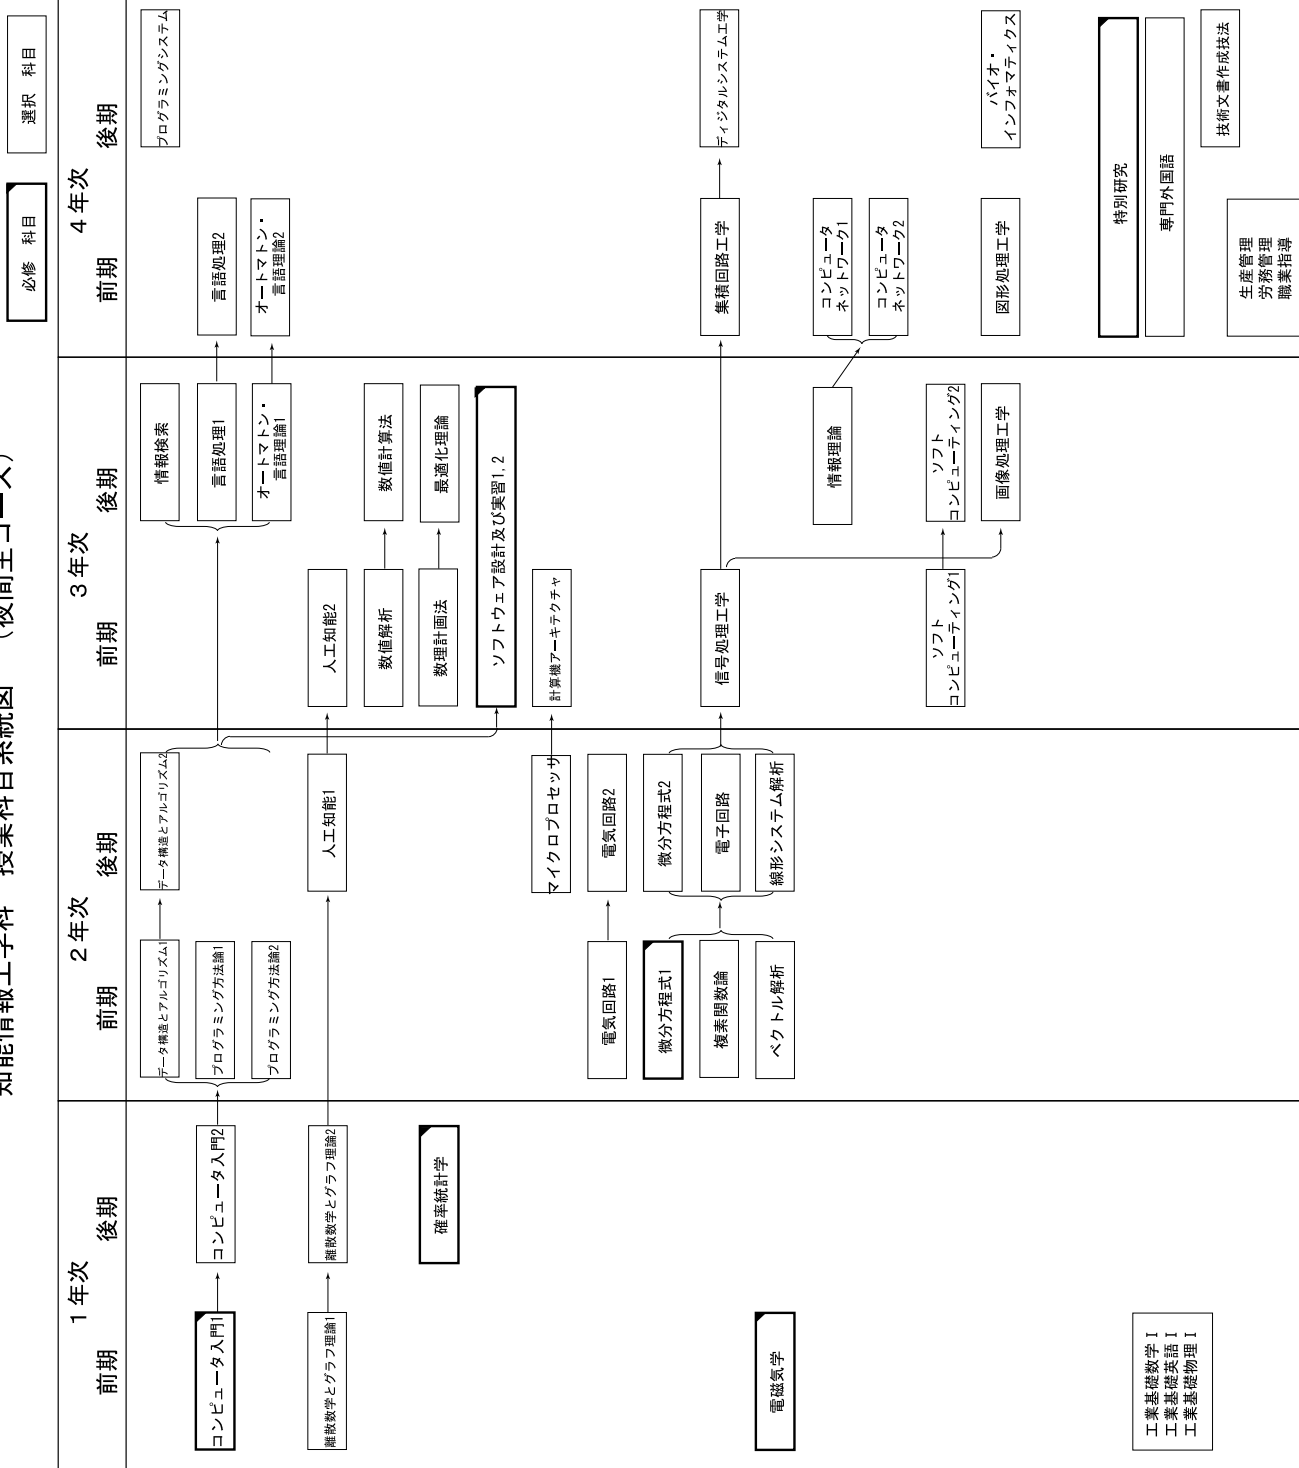 知能情報工学科　授業科目系統図　（夜間主コース）
必修　科目
選択　科目
1 年次
2 年次
3 年次
4 年次
前期
後期
前期
後期
前期
後期
前期
後期
データ構造とアルゴリズム1
データ構造とアルゴリズム2
情報検索
プログラミングシステム
コンピュータ入門1
コンピュータ入門2
プログラミング方法論1
言語処理1
言語処理2
プログラミング方法論2
オートマトン・
言語理論1
オートマトン・
言語理論2
離散数学とグラフ理論1
離散数学とグラフ理論2
人工知能1
人工知能2
数値解析
数値計算法
確率統計学
数理計画法
最適化理論
ソフトウェア設計及び実習1, 2
マイクロプロセッサ
計算機アーキテクチャ
電気回路1
電気回路2
微分方程式1
微分方程式2
複素関数論
電子回路
信号処理工学
集積回路工学
ディジタルシステム工学
電磁気学
ベクトル解析
線形システム解析
情報理論
コンピュータ
ネットワーク1
コンピュータ
ネットワーク2
ソフト
コンピューティング1
ソフト
コンピューティング2
画像処理工学
図形処理工学
バイオ・
インフォマティクス
特別研究
専門外国語
技術文書作成技法
工業基礎数学 I
工業基礎英語 I
工業基礎物理 I
生産管理
労務管理
職業指導